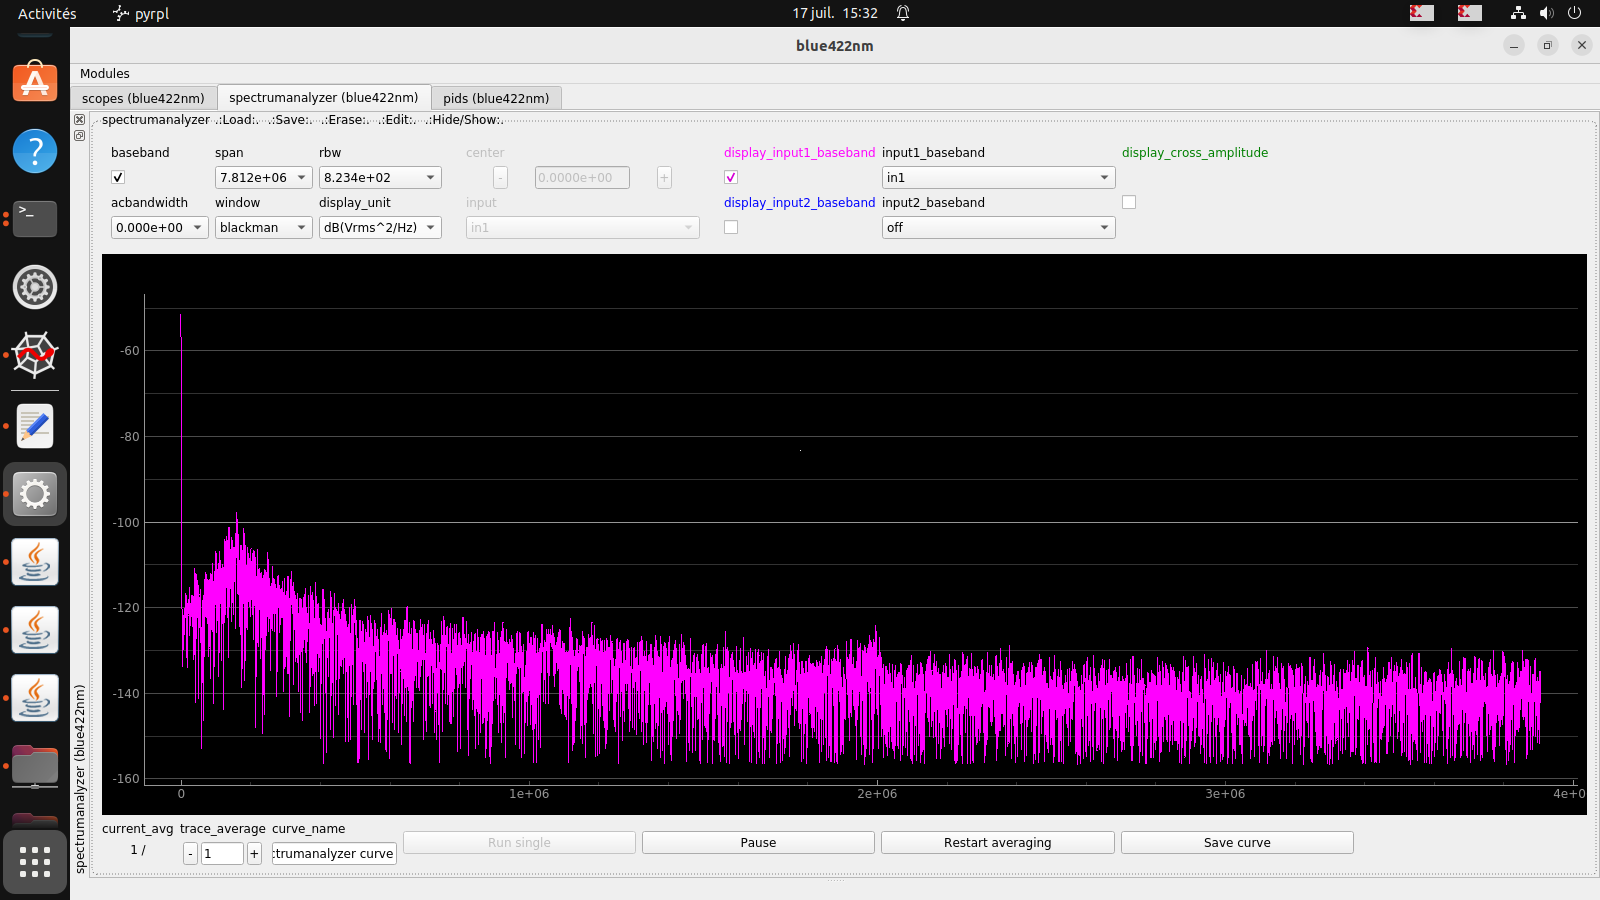 Activités pyrpl 17 juil. 15:32
blue422nm
Modules
scopes (blue422nm) spectrumanalyzer (blue422nm) pids (blue422nm)
spectrumanalyzer .:Load:. .:Save:. .:Erase:. .:Edit:. .:Hide/Show:.
baseband span rbw center display_input1_baseband input1_baseband display_cross_amplitude
7.812e+06 8.234e+02 - 0.0000e+00 + in1
acbandwidth window display_unit input display_input2_baseband input2_baseband
0.000e+00 blackman dB(Vrms^2/Hz) in1 off
-60
-80
-100
-120
-140
-160
0 1e+06 2e+06 3e+06 4e+0
spectrumanalyzer (blue422nm)
current_avg trace_average curve_name
1 / - 1 + trumanalyzer curve Run single Pause Restart averaging Save curve